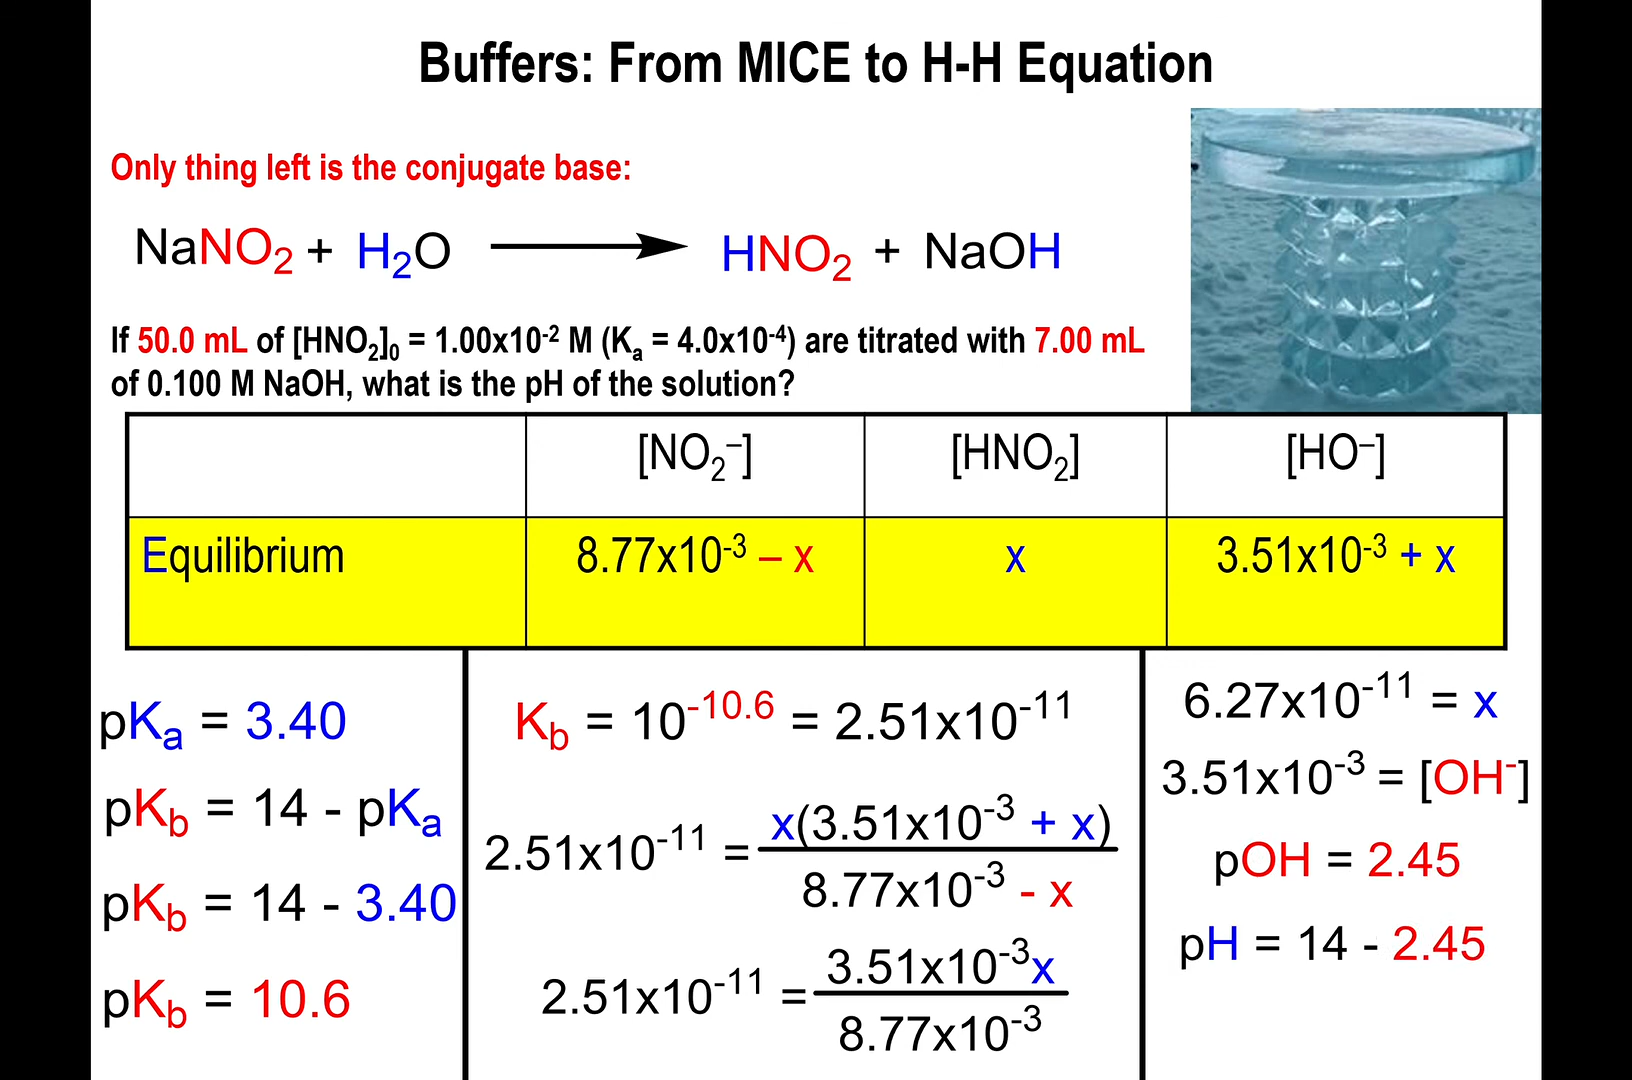 Buffers: From MICE to H-H Equation
Only thing left is the conjugate base:
NaNO₂ + H₂O ⟶ HNO₂ + NaOH
If 50.0 mL of [HNO₂]₀ = 1.00x10⁻² M (Kₐ = 4.0x10⁻⁴) are titrated with 7.00 mL
of 0.100 M NaOH, what is the pH of the solution?
[NO₂⁻] [HNO₂] [HO⁻]
Equilibrium 8.77x10⁻³ – x x 3.51x10⁻³ + x
pKₐ = 3.40
pK_b = 14 - pKₐ
pK_b = 14 - 3.40
pK_b = 10.6
K_b = 10⁻¹⁰·⁶ = 2.51x10⁻¹¹
2.51x10⁻¹¹ = x(3.51x10⁻³ + x)
8.77x10⁻³ - x
2.51x10⁻¹¹ = 3.51x10⁻³x
8.77x10⁻³
6.27x10⁻¹¹ = x
3.51x10⁻³ = [OH⁻]
pOH = 2.45
pH = 14 - 2.45